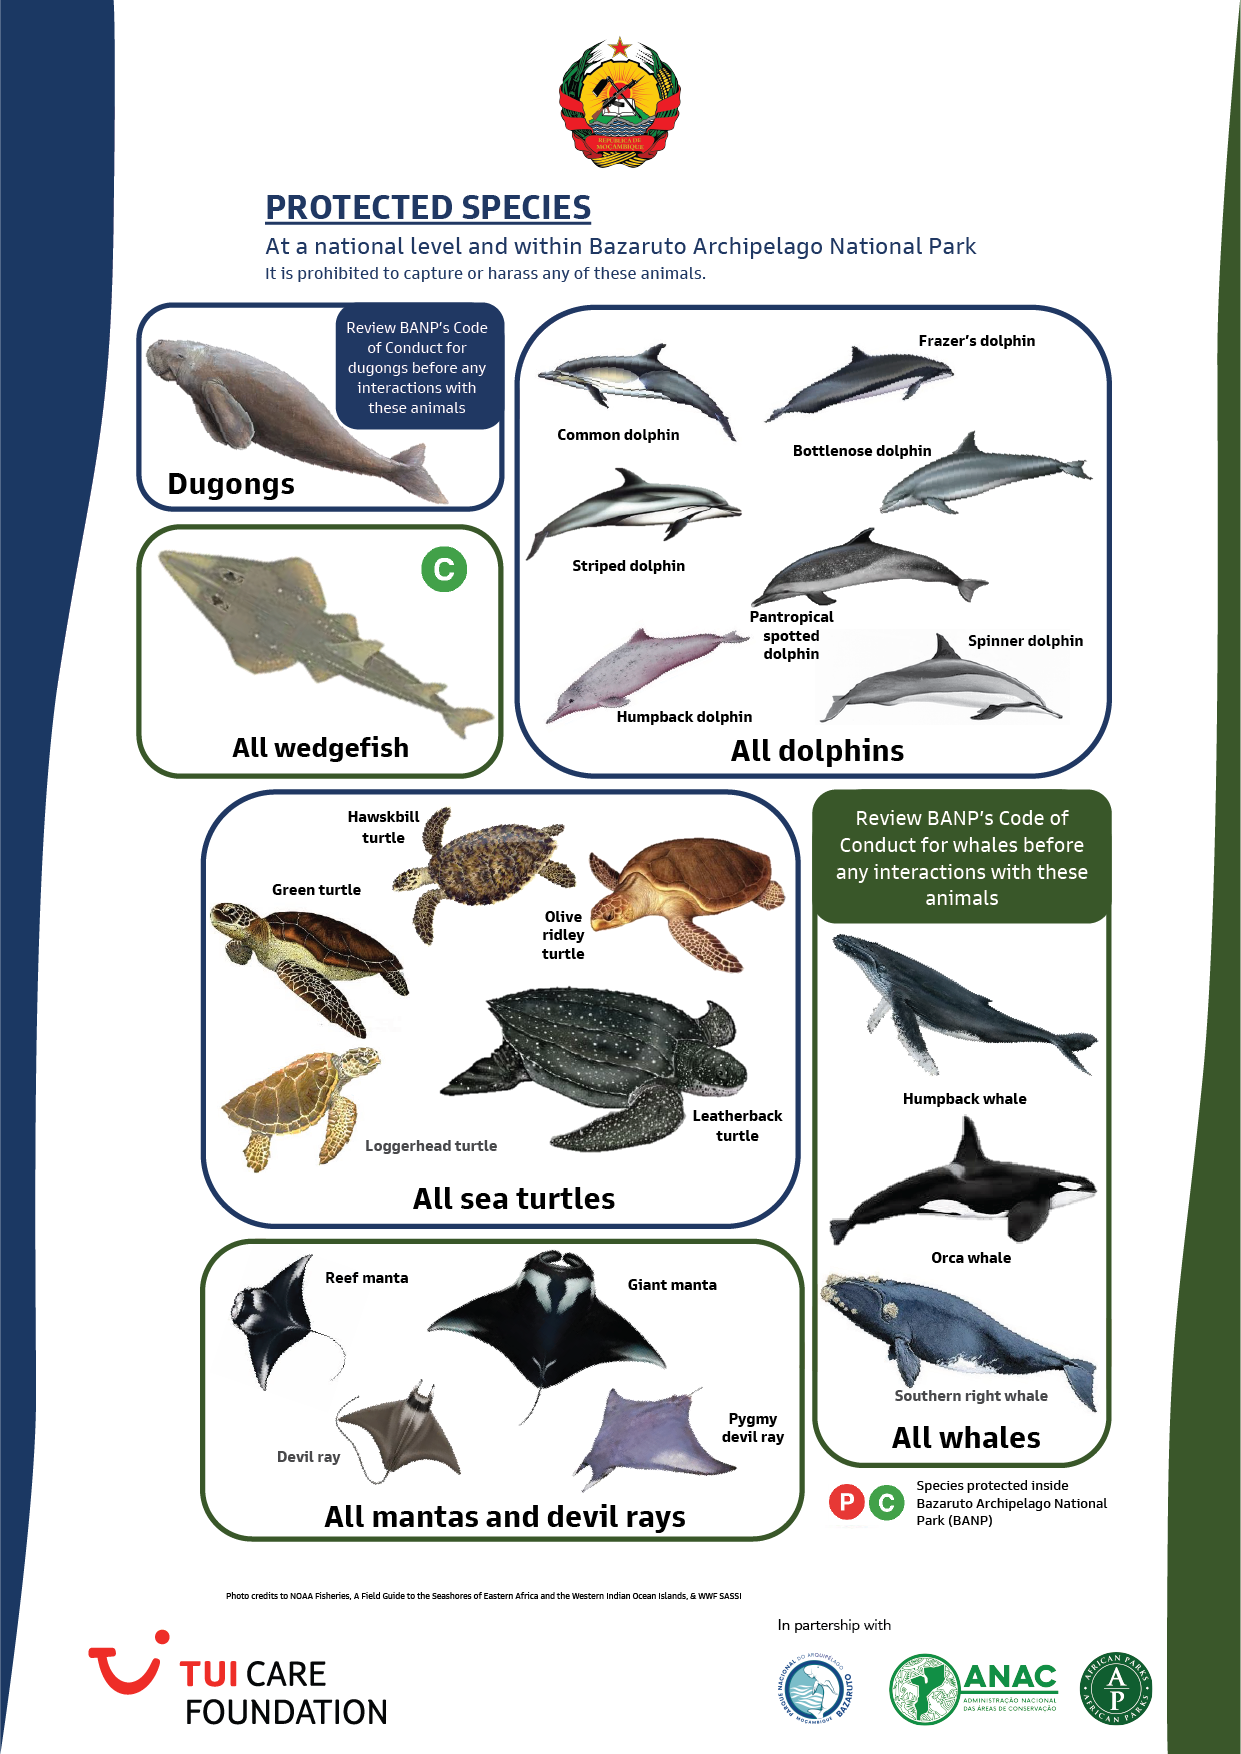 REPÚBLICA DE
MOÇAMBIQUE
PROTECTED SPECIES
At a national level and within Bazaruto Archipelago National Park
It is prohibited to capture or harass any of these animals.
Review BANP's Code
of Conduct for
dugongs before any
interactions with
these animals
Dugongs
C
All wedgefish
Frazer's dolphin
Common dolphin
Bottlenose dolphin
Striped dolphin
Pantropical
spotted
dolphin
Spinner dolphin
Humpback dolphin
All dolphins
Hawskbill
turtle
Green turtle
Olive
ridley
turtle
Leatherback
turtle
Loggerhead turtle
All sea turtles
Review BANP's Code of
Conduct for whales before
any interactions with these
animals
Humpback whale
Orca whale
Southern right whale
All whales
Reef manta
Giant manta
Devil ray
Pygmy
devil ray
All mantas and devil rays
P C
Species protected inside
Bazaruto Archipelago National
Park (BANP)
Photo credits to NOAA Fisheries, A Field Guide to the Seashores of Eastern Africa and the Western Indian Ocean Islands, & WWF SASSI
In partership with
TUI CARE
FOUNDATION
PARQUE NACIONAL DO ARQUIPÉLAGO
BAZARUTO
MOÇAMBIQUE
ANAC
ADMINISTRAÇÃO NACIONAL
DAS ÁREAS DE CONSERVAÇÃO
AFRICAN PARKS
AP
AFRICAN PARKS